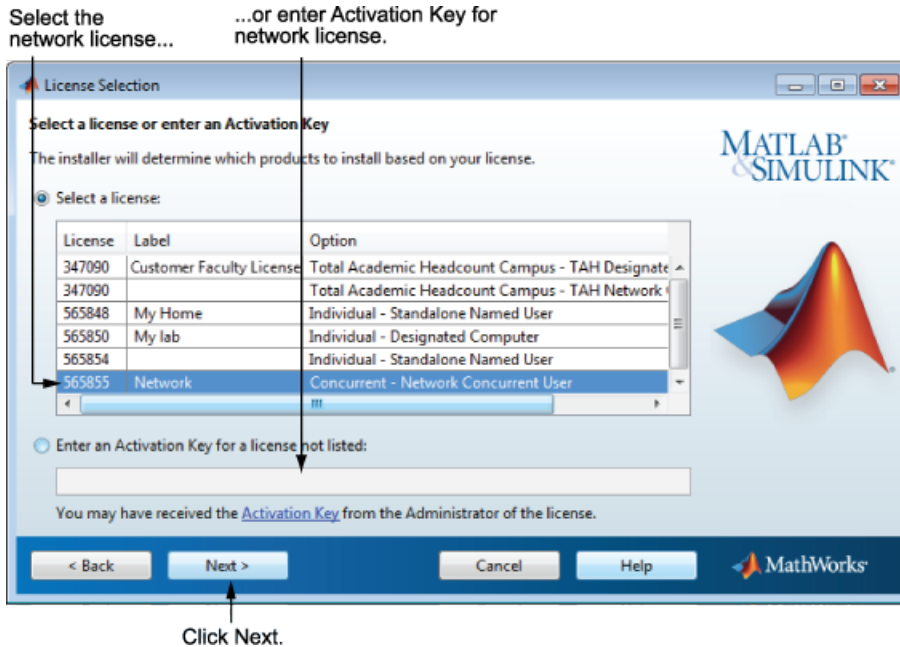 Select the
network license...
...or enter Activation Key for
network license.
License Selection
Select a license or enter an Activation Key
The installer will determine which products to install based on your license.
MATLAB®
&SIMULINK®
Select a license:
License Label Option
347090 Customer Faculty License Total Academic Headcount Campus - TAH Designate
347090 Total Academic Headcount Campus - TAH Network
565848 My Home Individual - Standalone Named User
565850 My lab Individual - Designated Computer
565854 Individual - Standalone Named User
565855 Network Concurrent - Network Concurrent User
Enter an Activation Key for a license not listed:
You may have received the Activation Key from the Administrator of the license.
< Back Next > Cancel Help MathWorks®
Click Next.